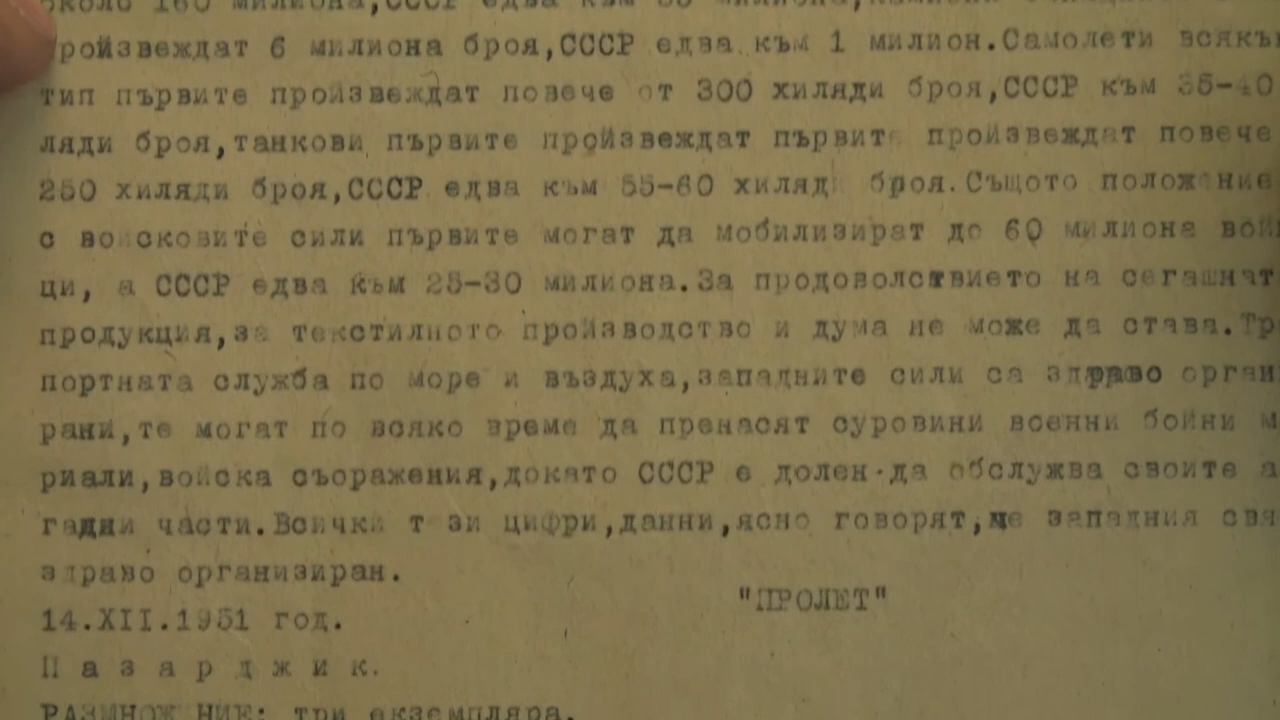 около 160 милиона,СССР едва към
произвеждат 6 милиона броя,СССР едва към 1 милион.Самолети всякъ
тип първите произвеждат повече от 300 хиляди броя,СССР към 35-40
ляди броя,танкови първите произвеждат първите произвеждат повече
250 хиляди броя,СССР едва към 55-60 хиляди броя.Същото положение
с войсковите сили първите могат да мобилизират до 60 милиона вой
ци, а СССР едва към 25-30 милиона.За продоволствието на сегашнат
продукция,за текстилното производство и дума не може да става.Тр
портната служба по море и въздуха,западните сили са здраво орган
рани,те могат по всяко време да пренасят суровини военни бойни м
риали,войска съоражения,докато СССР е долен да обслужва своите а
гадни части.Всички тези цифри,данни,ясно говорят,че западния свя
здраво организиран.
"ПРОЛЕТ"
14.XII.1951 год.
П а з а р д ж и к.
РАЗМНОЖЕНИЕ: три екземпляра.